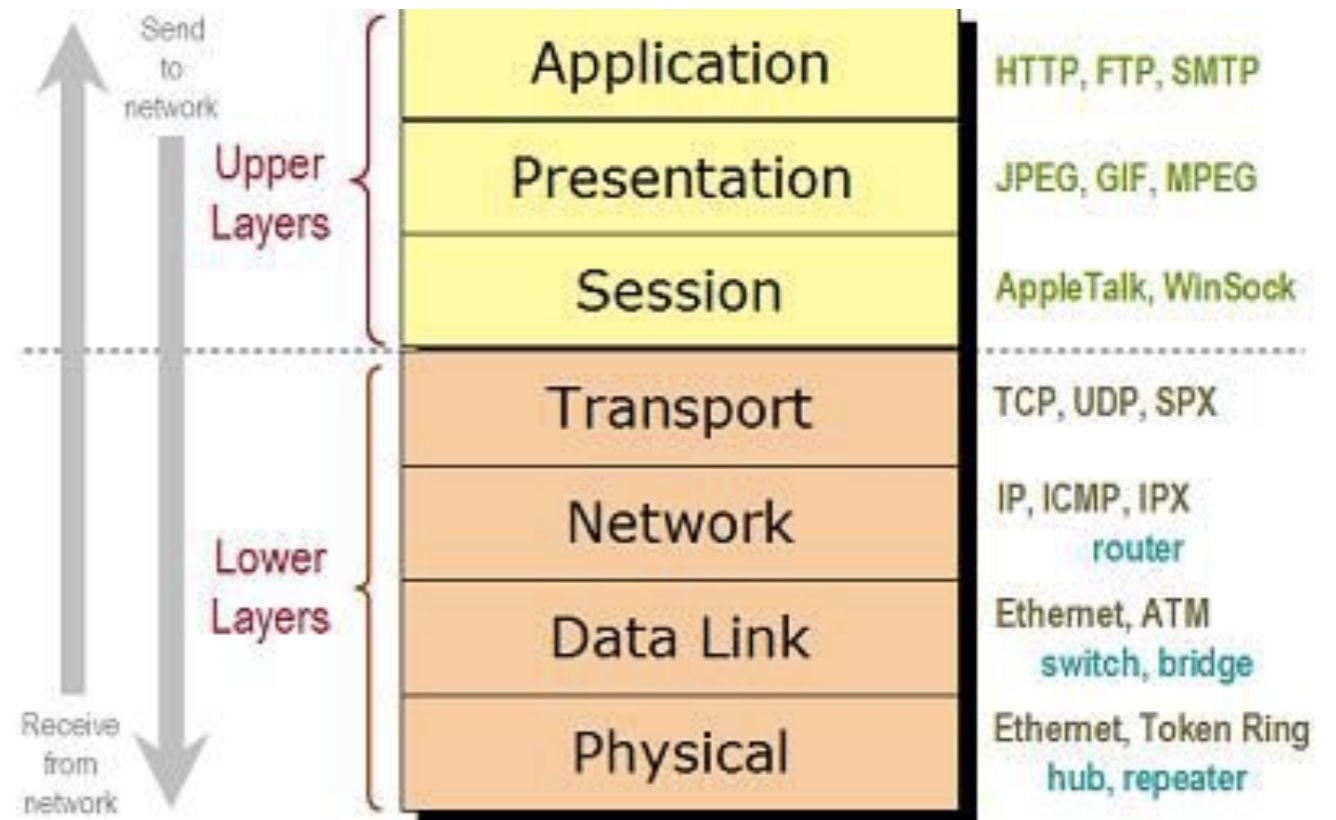 Send
to
network
Upper
Layers
Application
HTTP, FTP, SMTP
Presentation
JPEG, GIF, MPEG
Session
AppleTalk, WinSock
Transport
TCP, UDP, SPX
Network
IP, ICMP, IPX
router
Lower
Layers
Data Link
Ethernet, ATM
switch, bridge
Physical
Ethernet, Token Ring
hub, repeater
Receive
from
network